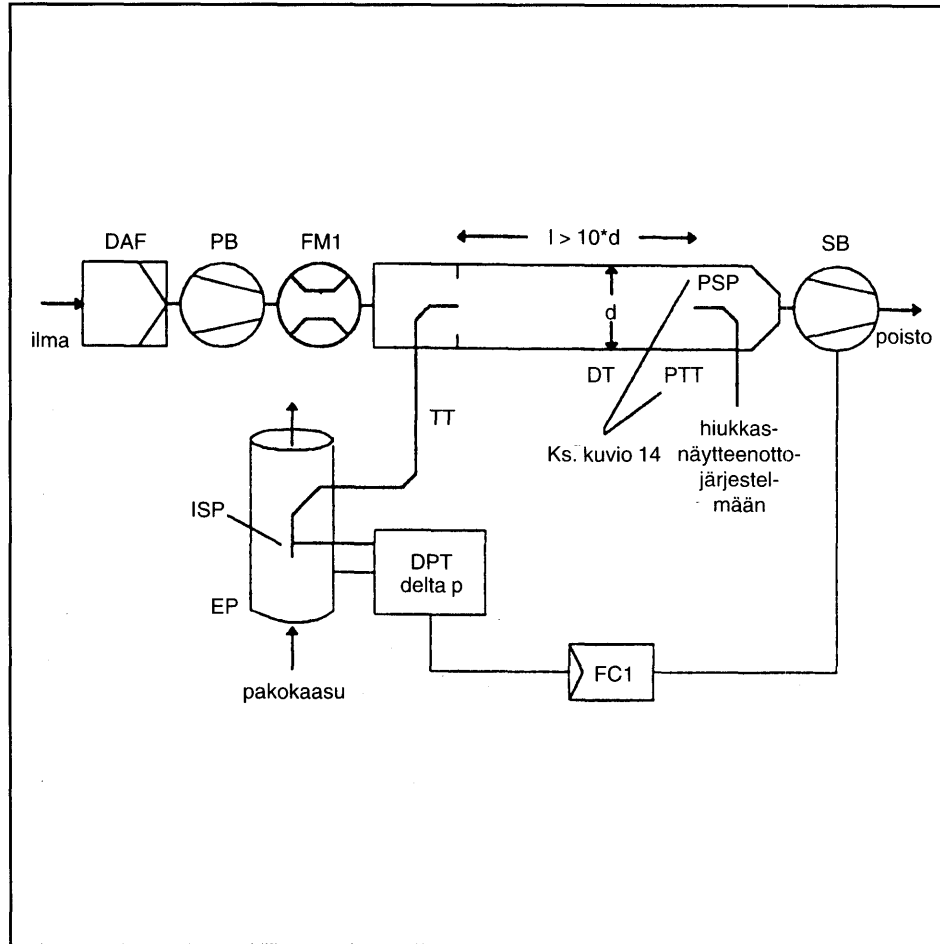 l > 10*d
DAF
PB
FM1
SB
PSP
d
ilma
poisto
DT
PTT
TT
Ks. kuvio 14
hiukkas-
näytteenotto-
järjestel-
mään
ISP
DPT
delta p
EP
FC1
pakokaasu